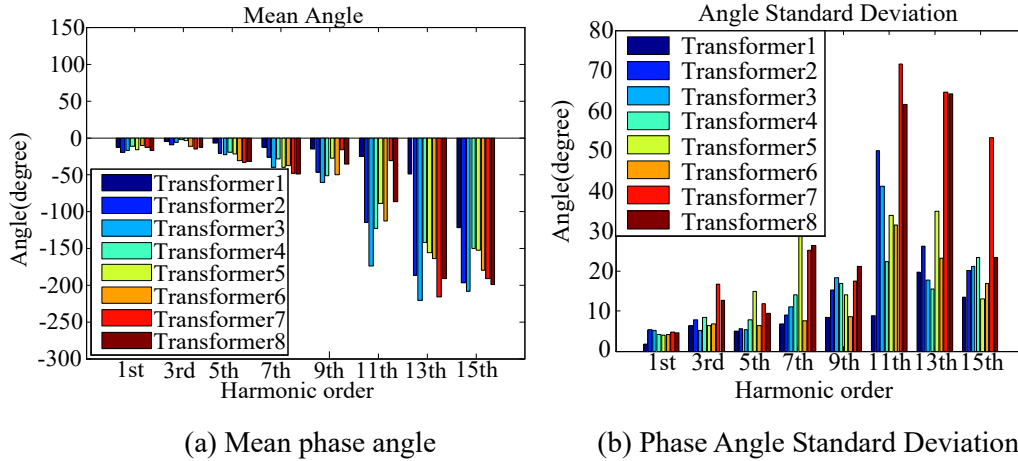 Mean Angle
Angle(degree)
150
100
50
0
-50
-100
-150
-200
-250
-300
Transformer1
Transformer2
Transformer3
Transformer4
Transformer5
Transformer6
Transformer7
Transformer8
1st 3rd 5th 7th 9th 11th 13th 15th
Harmonic order
(a) Mean phase angle
Angle Standard Deviation
Angle(degree)
80
70
60
50
40
30
20
10
0
Transformer1
Transformer2
Transformer3
Transformer4
Transformer5
Transformer6
Transformer7
Transformer8
1st 3rd 5th 7th 9th 11th 13th 15th
Harmonic order
(b) Phase Angle Standard Deviation